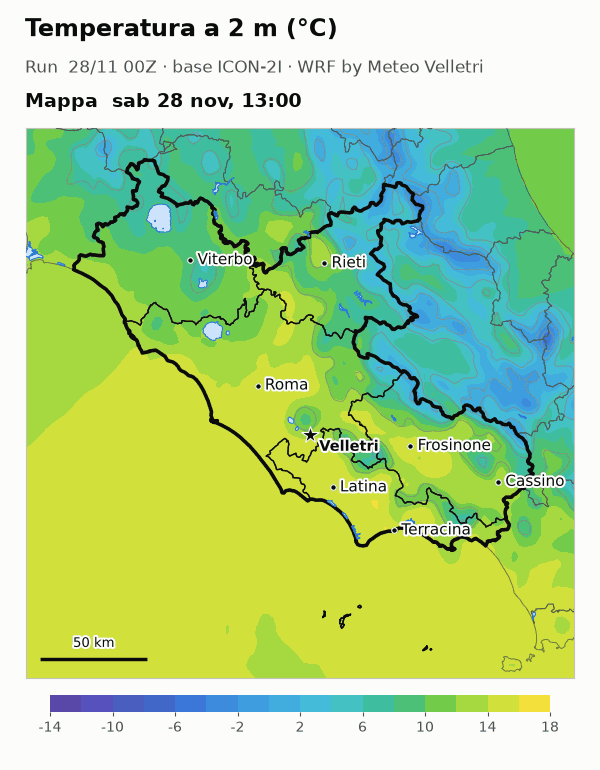 Temperatura a 2 m (°C)
Run 28/11 00Z · base ICON-2I · WRF by Meteo Velletri
Mappa sab 28 nov, 13:00
Viterbo
Rieti
Roma
Velletri
Frosinone
Cassino
Latina
Terracina
50 km
-14 -10 -6 -2 2 6 10 14 18